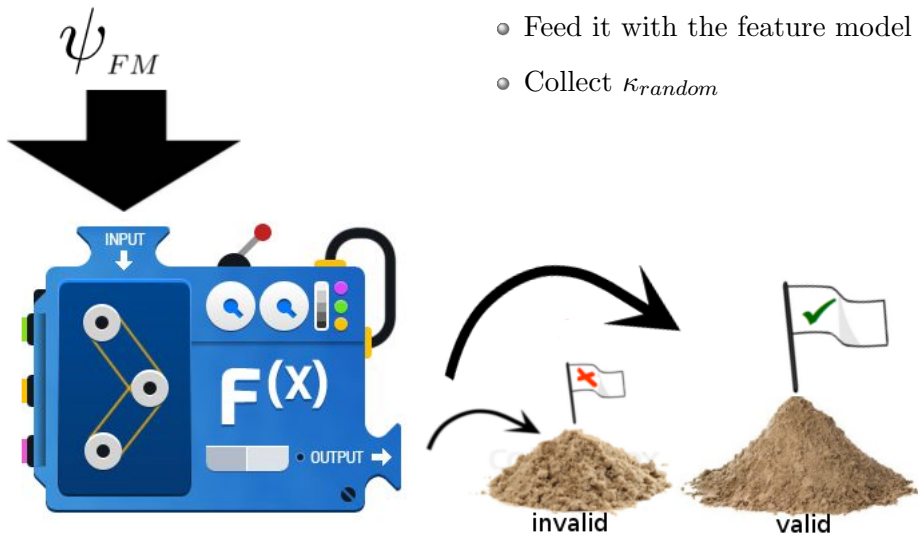 ψ_FM
• Feed it with the feature model
• Collect κ_random
INPUT
F(X)
OUTPUT
invalid
valid